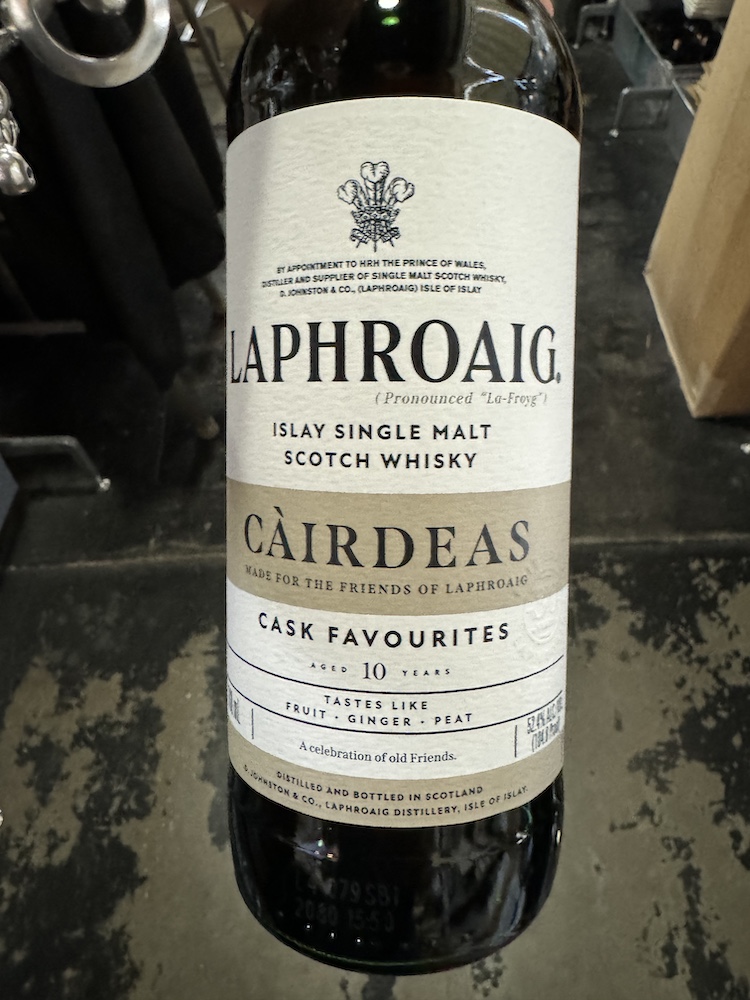 BY APPOINTMENT TO HRH THE PRINCE OF WALES,
DISTILLER AND SUPPLIER OF SINGLE MALT SCOTCH WHISKY,
D. JOHNSTON & CO., (LAPHROAIG) ISLE OF ISLAY
LAPHROAIG.
(Pronounced "La-Froyg")
ISLAY SINGLE MALT
SCOTCH WHISKY
CÀIRDEAS
MADE FOR THE FRIENDS OF LAPHROAIG
CASK FAVOURITES
AGED 10 YEARS
TASTES LIKE
FRUIT · GINGER · PEAT
52.4% ALC.
A celebration of old Friends.
DISTILLED AND BOTTLED IN SCOTLAND
D. JOHNSTON & CO., LAPHROAIG DISTILLERY, ISLE OF ISLAY.